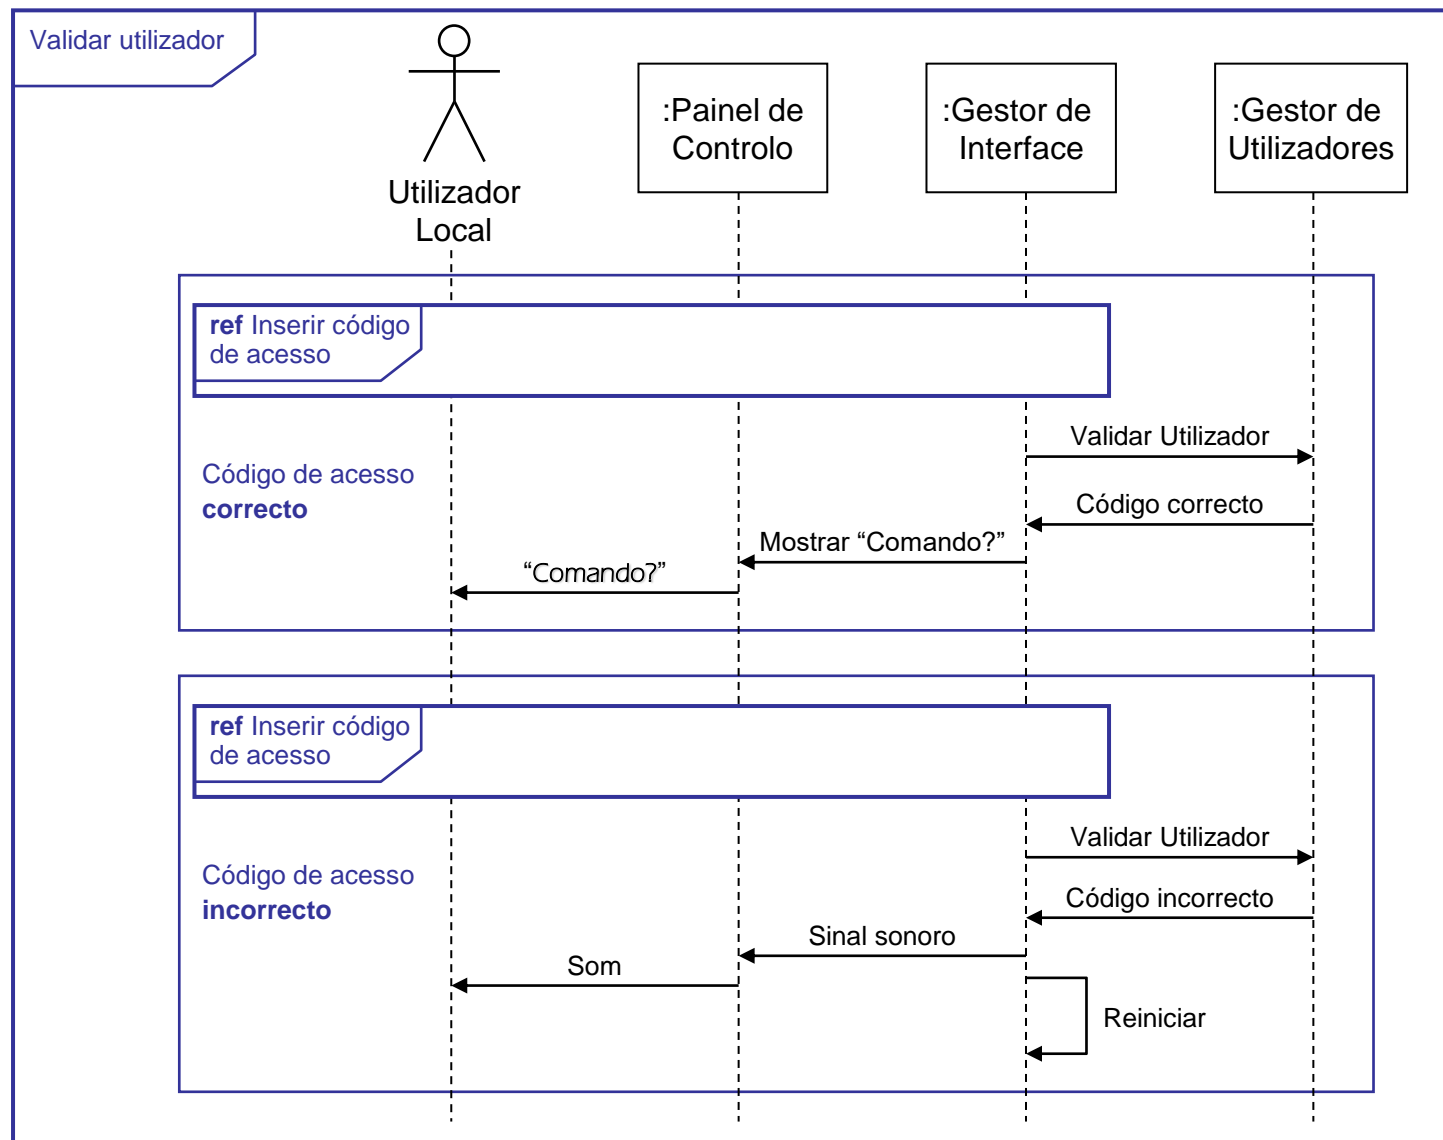 Validar utilizador
:Painel de
Controlo
:Gestor de
Interface
:Gestor de
Utilizadores
Utilizador
Local
ref Inserir código
de acesso
Validar Utilizador
Código de acesso
correcto
Código correcto
Mostrar “Comando?”
“Comando?”
ref Inserir código
de acesso
Validar Utilizador
Código de acesso
incorrecto
Código incorrecto
Sinal sonoro
Som
Reiniciar